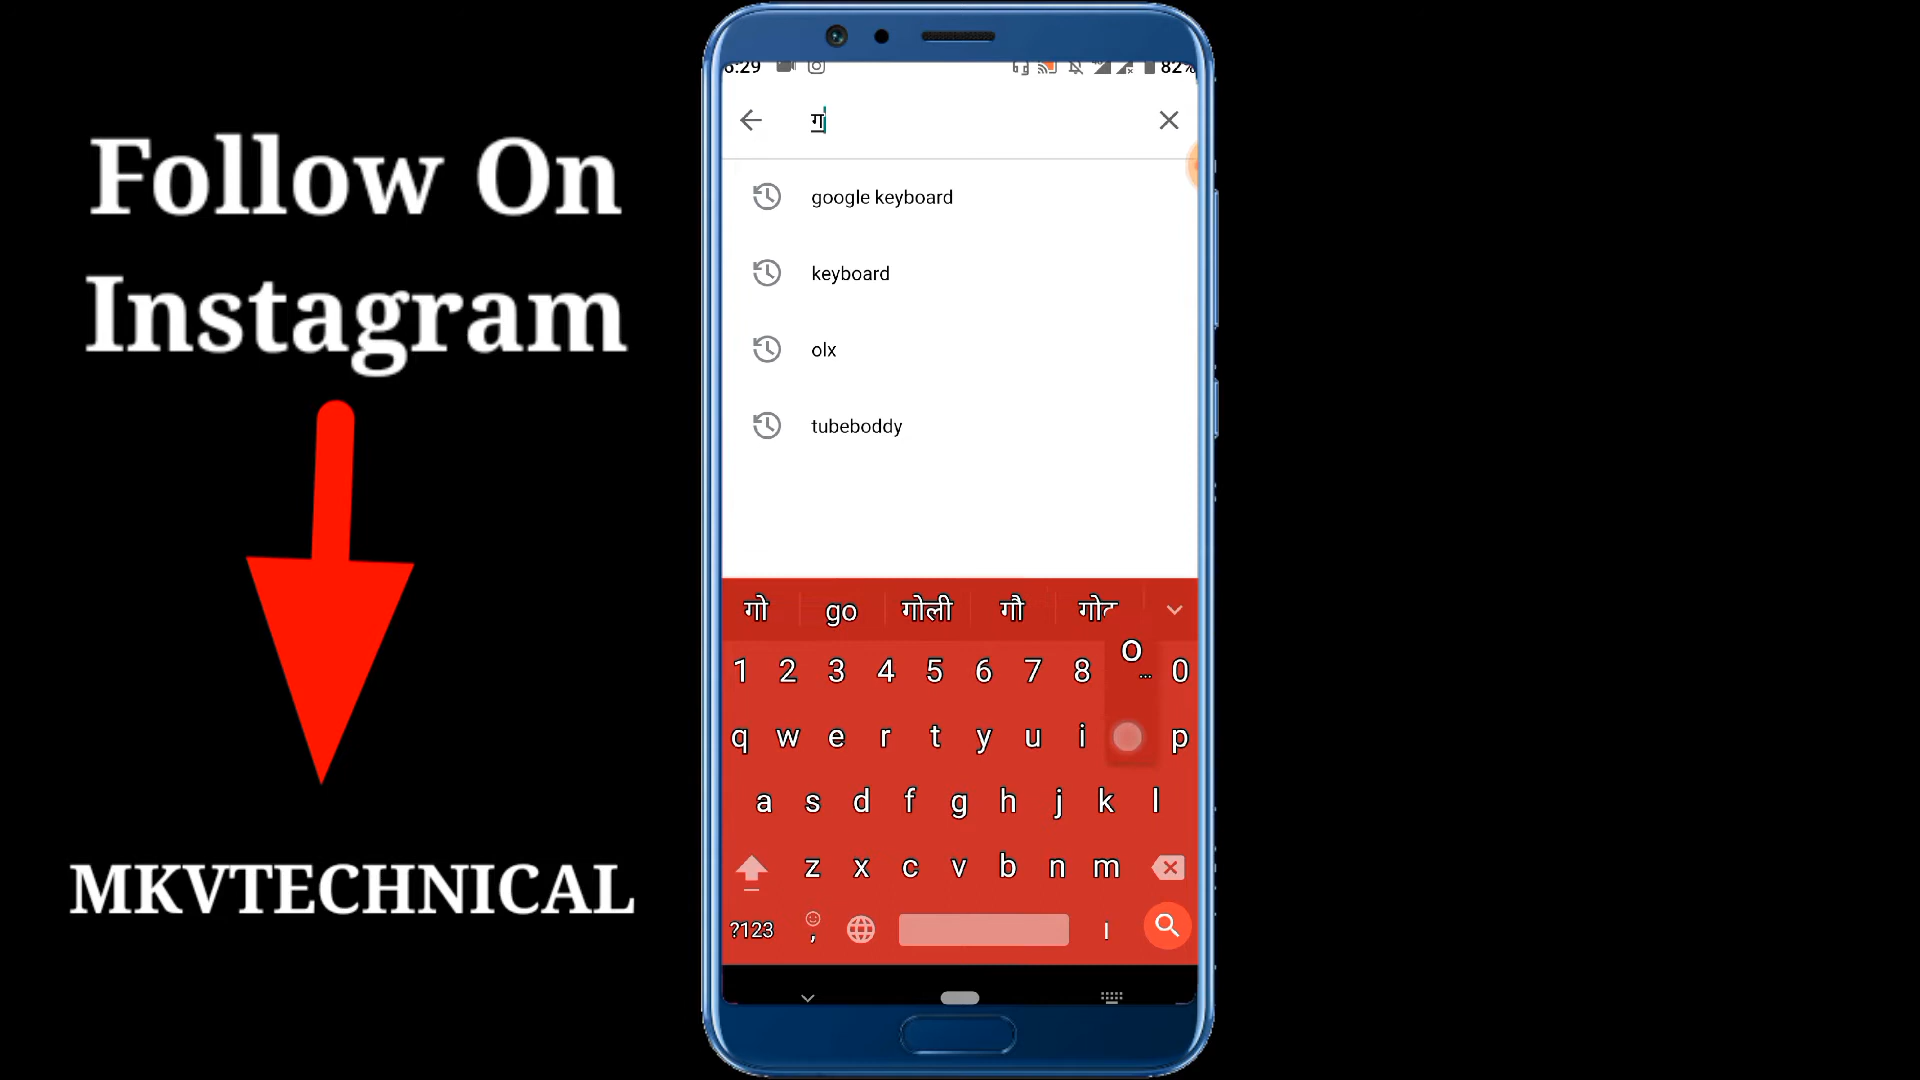 Follow On
Instagram
MKVTECHNICAL
6:29
82%
ग
google keyboard
keyboard
olx
tubeboddy
गो go गोली गौ
1 2 3 4 5 6 7 8 o 0
q w e r t y u i p
a s d f g h j k l
z x c v b n m
?123 , ।